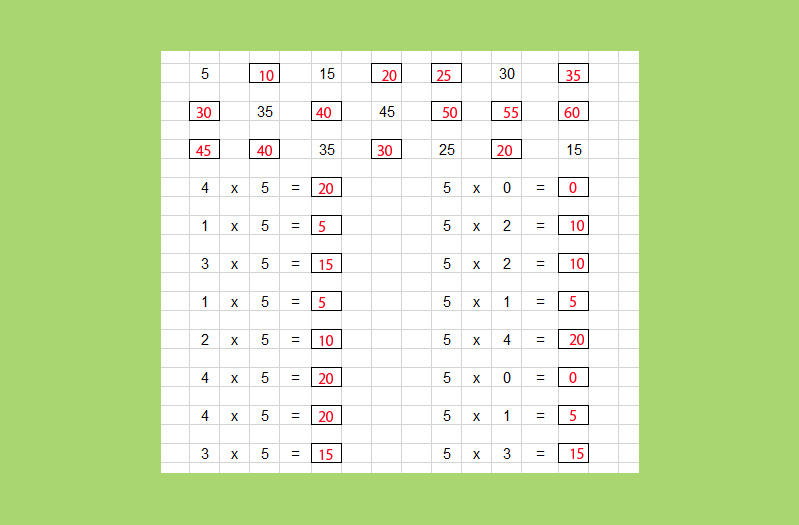 5 10 15 20 25 30 35
30 35 40 45 50 55 60
45 40 35 30 25 20 15
4 x 5 = 20 5 x 0 = 0
1 x 5 = 5 5 x 2 = 10
3 x 5 = 15 5 x 2 = 10
1 x 5 = 5 5 x 1 = 5
2 x 5 = 10 5 x 4 = 20
4 x 5 = 20 5 x 0 = 0
4 x 5 = 20 5 x 1 = 5
3 x 5 = 15 5 x 3 = 15